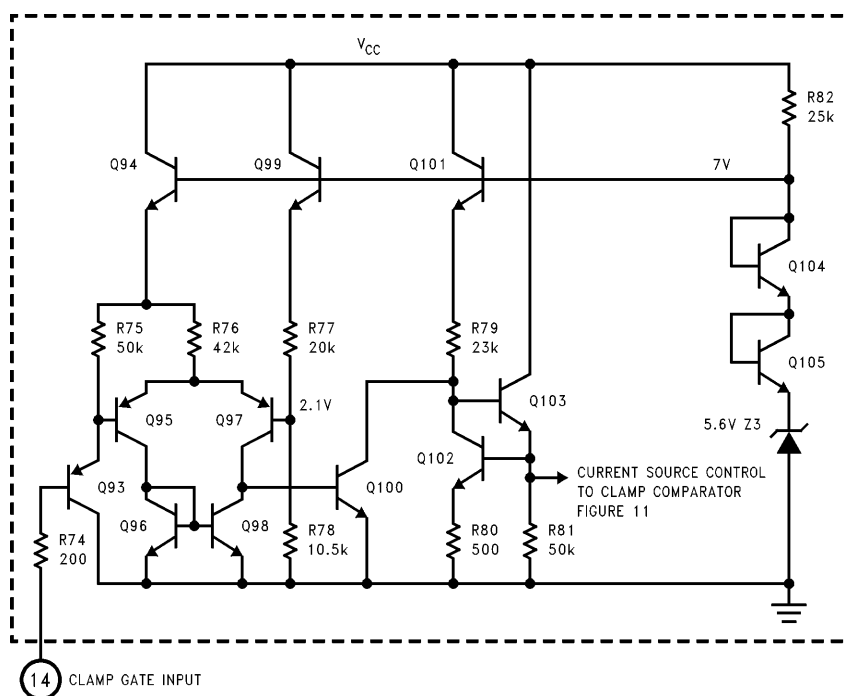 VCC
R82
25k
Q94
Q99
Q101
7V
Q104
R75
50k
R76
42k
R77
20k
R79
23k
Q105
Q95
Q97
2.1V
Q103
5.6V Z3
Q93
Q102
CURRENT SOURCE CONTROL
TO CLAMP COMPARATOR
FIGURE 11
Q96
Q98
Q100
R74
200
R78
10.5k
R80
500
R81
50k
14 CLAMP GATE INPUT